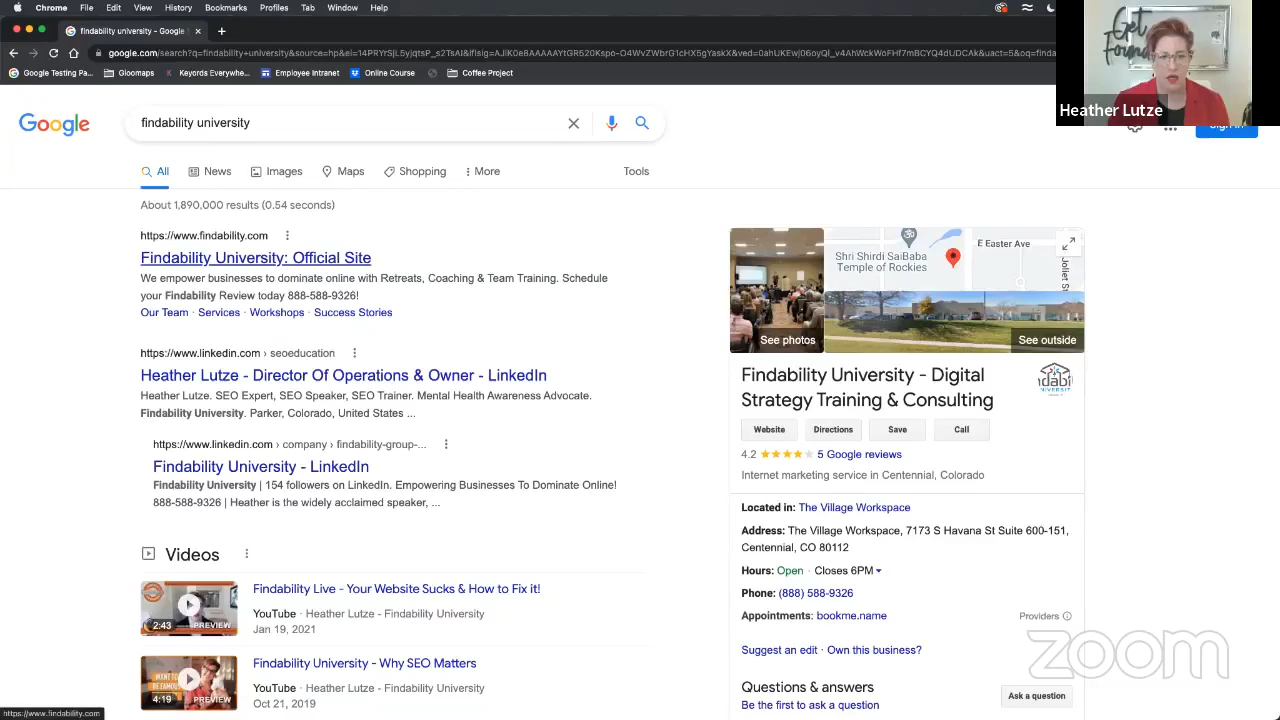 Chrome File Edit View History Bookmarks Profiles Tab Window Help
findability university - Google S
google.com/search?q=findability+university&source=hp&ei=14PRYrSjL5yjqtsP_s2TsAI&iflsig=AJiK0e8AAAAAYtGR520Kspo-O4WvZWbrG1cHX5gYaskX&ved=0ahUKEwj06oyQl_v4AhWckWoFHf7mBCYQ4dUDCAk&uact=5&oq=finda
Google Testing Pa... Gloomaps Keywords Everywhe... Employee Intranet Online Course Coffee Project
Get Found
Heather Lutze
Google
findability university
Sign in
All News Images Maps Shopping More Tools
About 1,890,000 results (0.54 seconds)
https://www.findability.com
Findability University: Official Site
We empower businesses to dominate online with Retreats, Coaching & Team Training. Schedule
your Findability Review today 888-588-9326!
Our Team · Services · Workshops · Success Stories
https://www.linkedin.com › seoeducation
Heather Lutze - Director Of Operations & Owner - LinkedIn
Heather Lutze. SEO Expert, SEO Speaker, SEO Trainer. Mental Health Awareness Advocate.
Findability University. Parker, Colorado, United States ...
https://www.linkedin.com › company › findability-group-...
Findability University - LinkedIn
Findability University | 154 followers on LinkedIn. Empowering Businesses To Dominate Online!
888-588-9326 | Heather is the widely acclaimed speaker, ...
Videos
2:43 PREVIEW
Findability Live - Your Website Sucks & How to Fix it!
YouTube · Heather Lutze - Findability University
Jan 19, 2021
WANT TO
BE FAMOUS
4:19 PREVIEW
Findability University - Why SEO Matters
YouTube · Heather Lutze - Findability University
Oct 21, 2019
https://www.findability.com
E Easter Ave
Shri Shirdi SaiBaba
Temple of Rockies
Joliet St
See photos
See outside
Findability University - Digital
Strategy Training & Consulting
Website Directions Save Call
4.2 5 Google reviews
Internet marketing service in Centennial, Colorado
Located in: The Village Workspace
Address: The Village Workspace, 7173 S Havana St Suite 600-151,
Centennial, CO 80112
Hours: Open · Closes 6PM
Phone: (888) 588-9326
Appointments: bookme.name Providers
Suggest an edit · Own this business?
Questions & answers
Be the first to ask a question
Ask a question
zoom